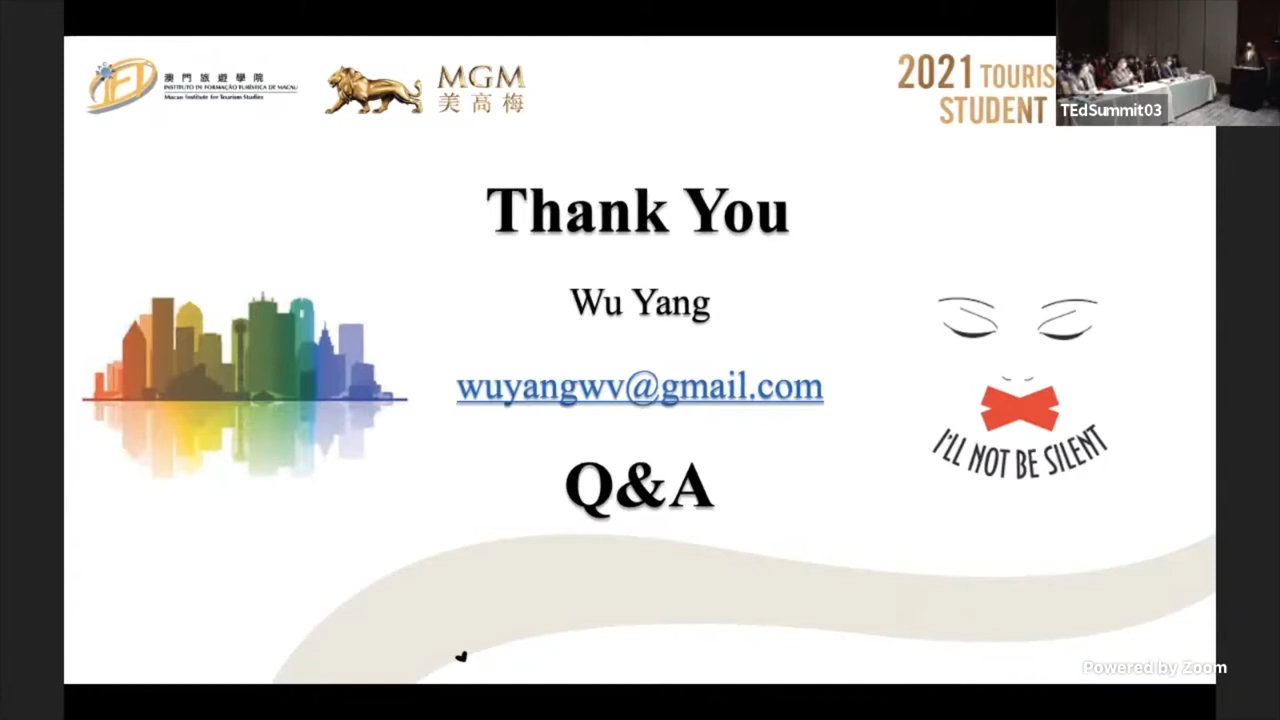 澳門旅遊學院
INSTITUTO DE FORMAÇÃO TURÍSTICA DE MACAU
Macao Institute for Tourism Studies
MGM
美高梅
2021 TOURIS
STUDENT
TEdSummit03
Thank You
Wu Yang
wuyangwv@gmail.com
I'LL NOT BE SILENT
Q&A
Powered by Zoom